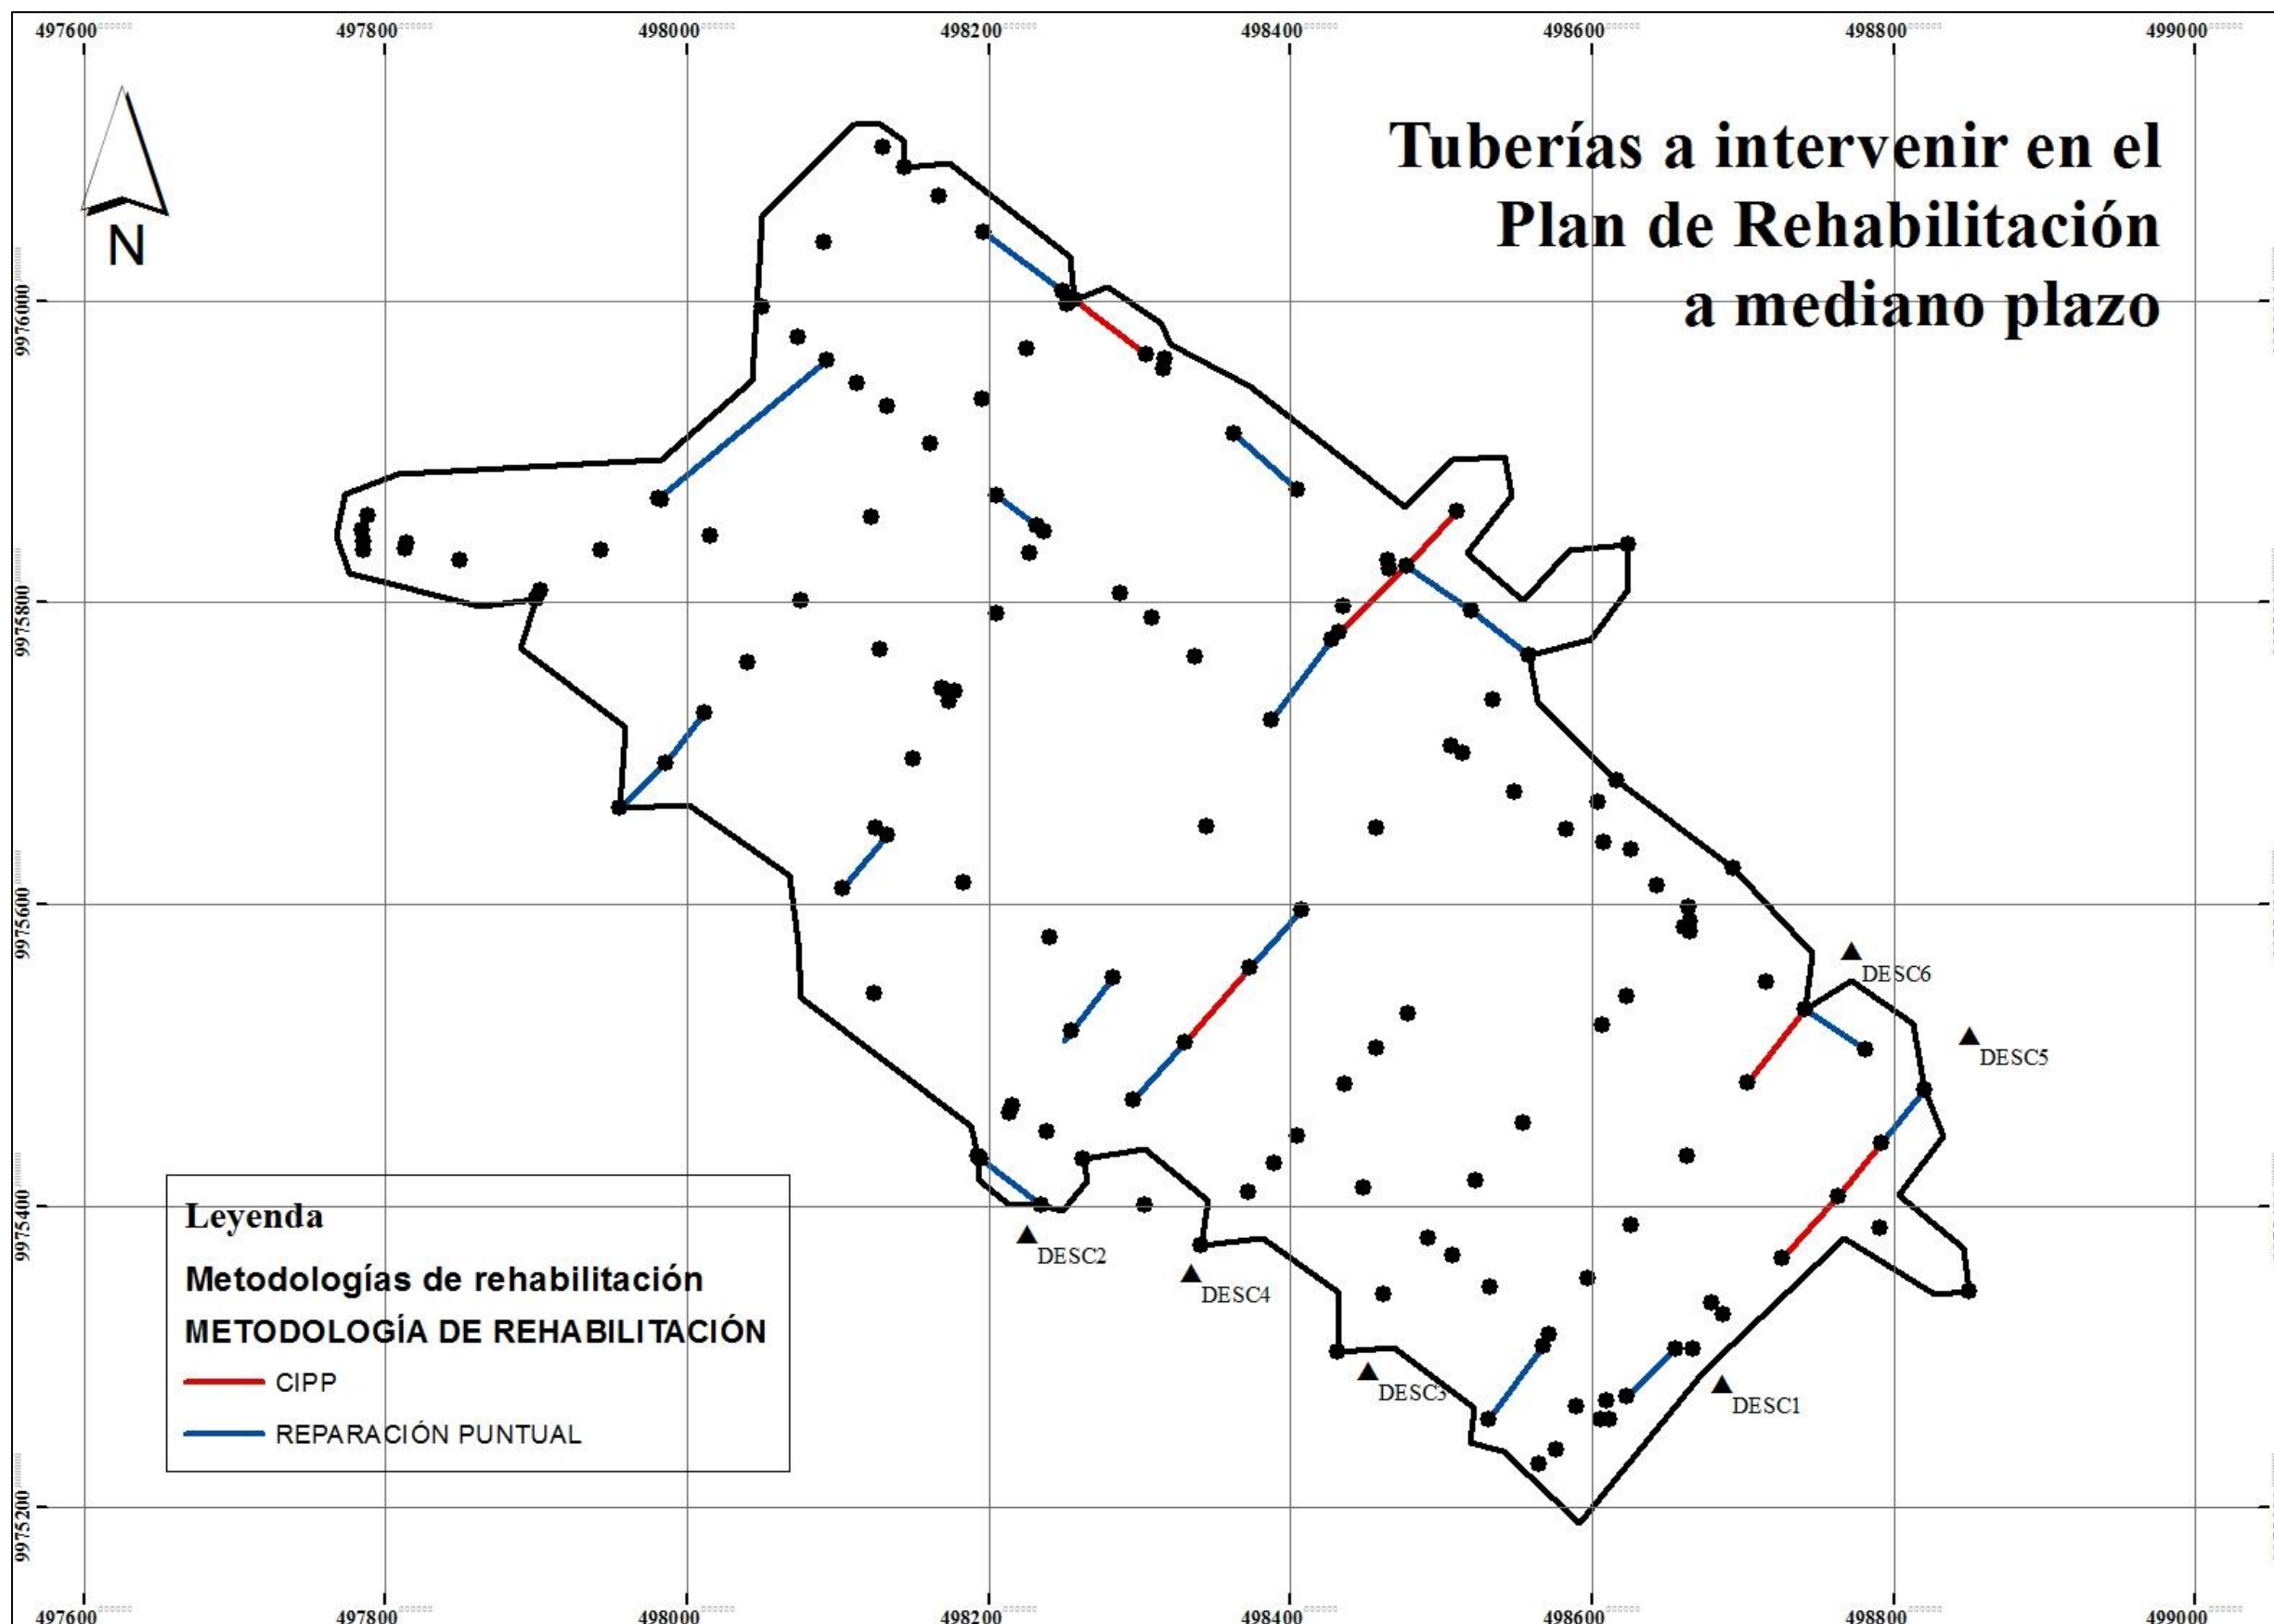 497600 497800 498000 498200 498400 498600 498800 499000
Tuberías a intervenir en el
Plan de Rehabilitación
a mediano plazo
N
9976000
9975800
9975600
9975400
9975200
DESC6
DESC5
DESC2
DESC4
DESC3
DESC1
Leyenda
Metodologías de rehabilitación
METODOLOGÍA DE REHABILITACIÓN
CIPP
REPARACIÓN PUNTUAL
497600 497800 498000 498200 498400 498600 498800 499000